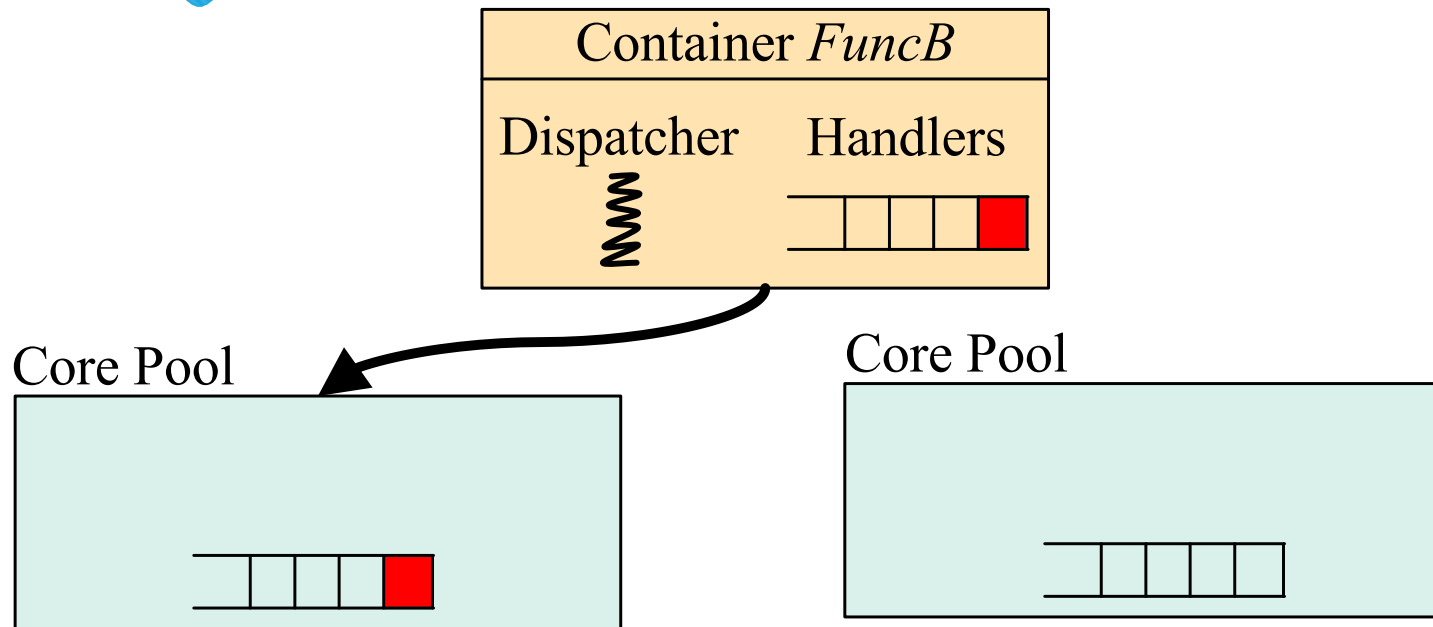 Container FuncB
Dispatcher
Handlers
Core Pool
Core Pool